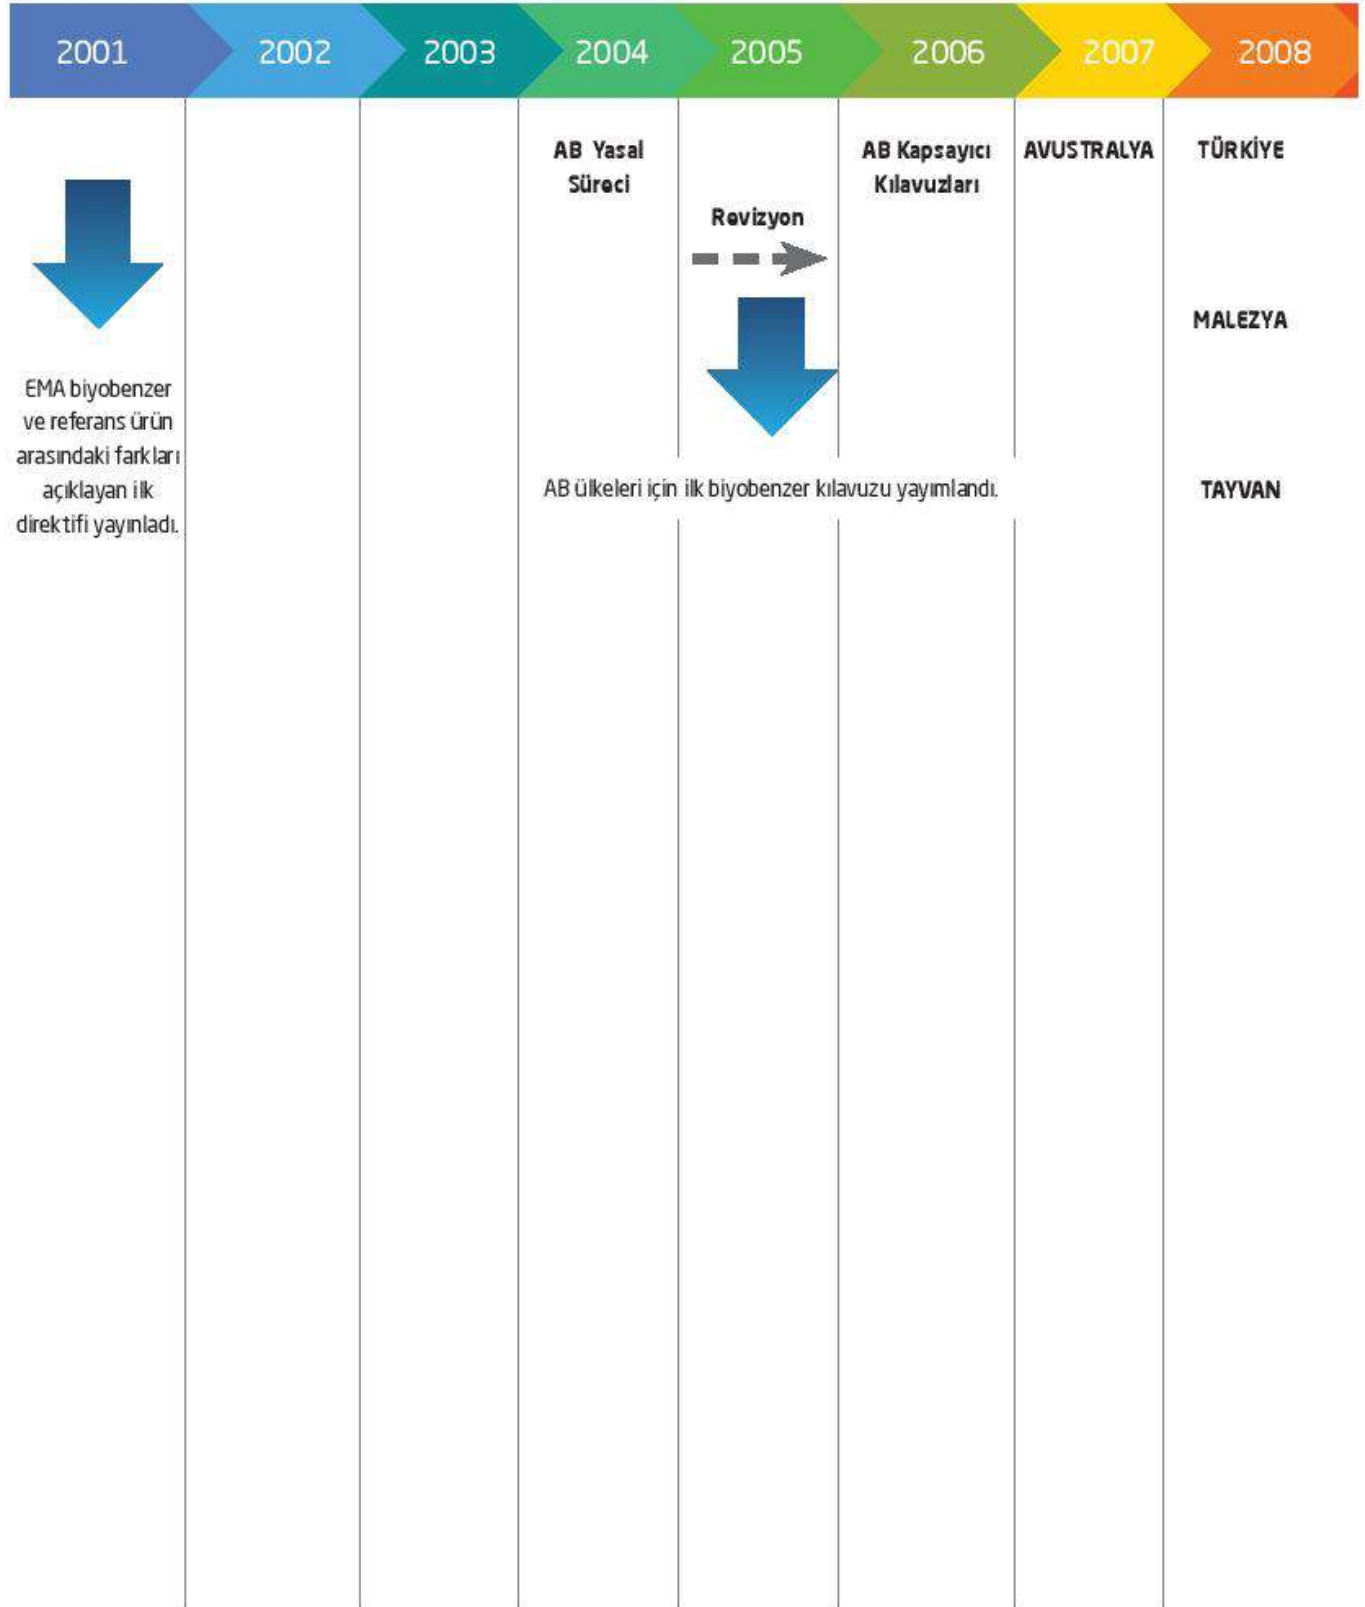 2001 2002 2003 2004 2005 2006 2007 2008
EMA biyobenzer
ve referans ürün
arasındaki farkları
açıklayan ilk
direktifi yayınladı.
AB Yasal
Süreci
Revizyon
AB Kapsayıcı
Kılavuzları
AB ülkeleri için ilk biyobenzer kılavuzu yayımlandı.
AVUSTRALYA
TÜRKİYE
MALEZYA
TAYVAN